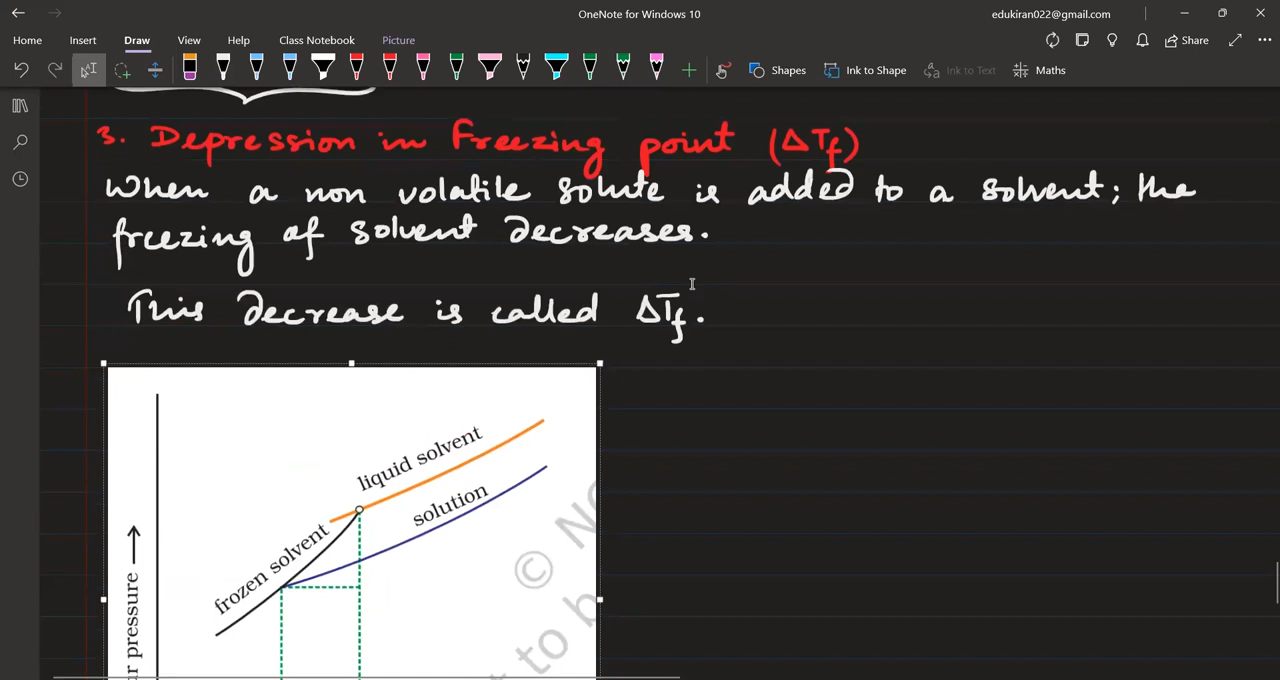 OneNote for Windows 10
edukiran022@gmail.com
Home Insert Draw View Help Class Notebook Picture
Share
Shapes Ink to Shape Ink to Text Maths
3. Depression in Freezing point (ΔTf)
When a non volatile solute is added to a solvent; the
freezing of solvent decreases.
This decrease is called ΔTf.
liquid solvent
solution
frozen solvent
pressure
©
to